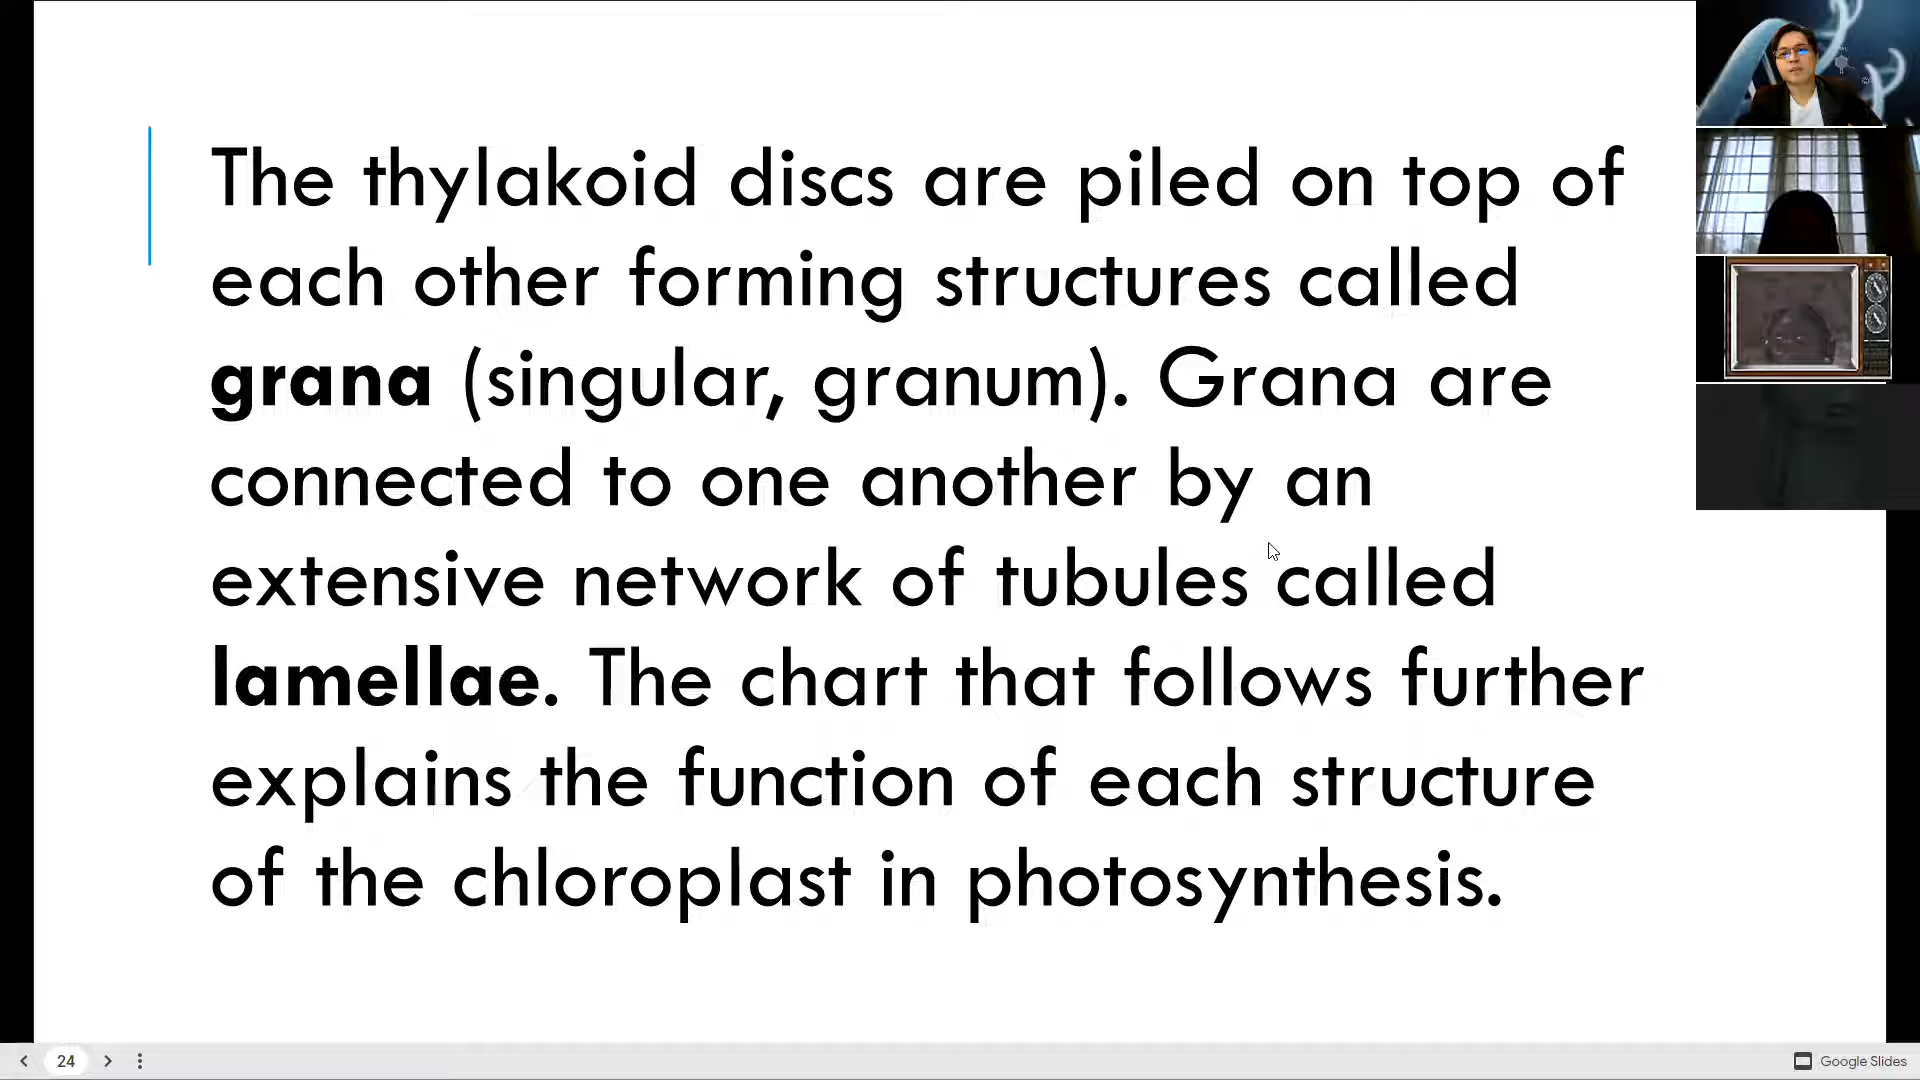 The thylakoid discs are piled on top of
each other forming structures called
grana (singular, granum). Grana are
connected to one another by an
extensive network of tubules called
lamellae. The chart that follows further
explains the function of each structure
of the chloroplast in photosynthesis.
24
Google Slides